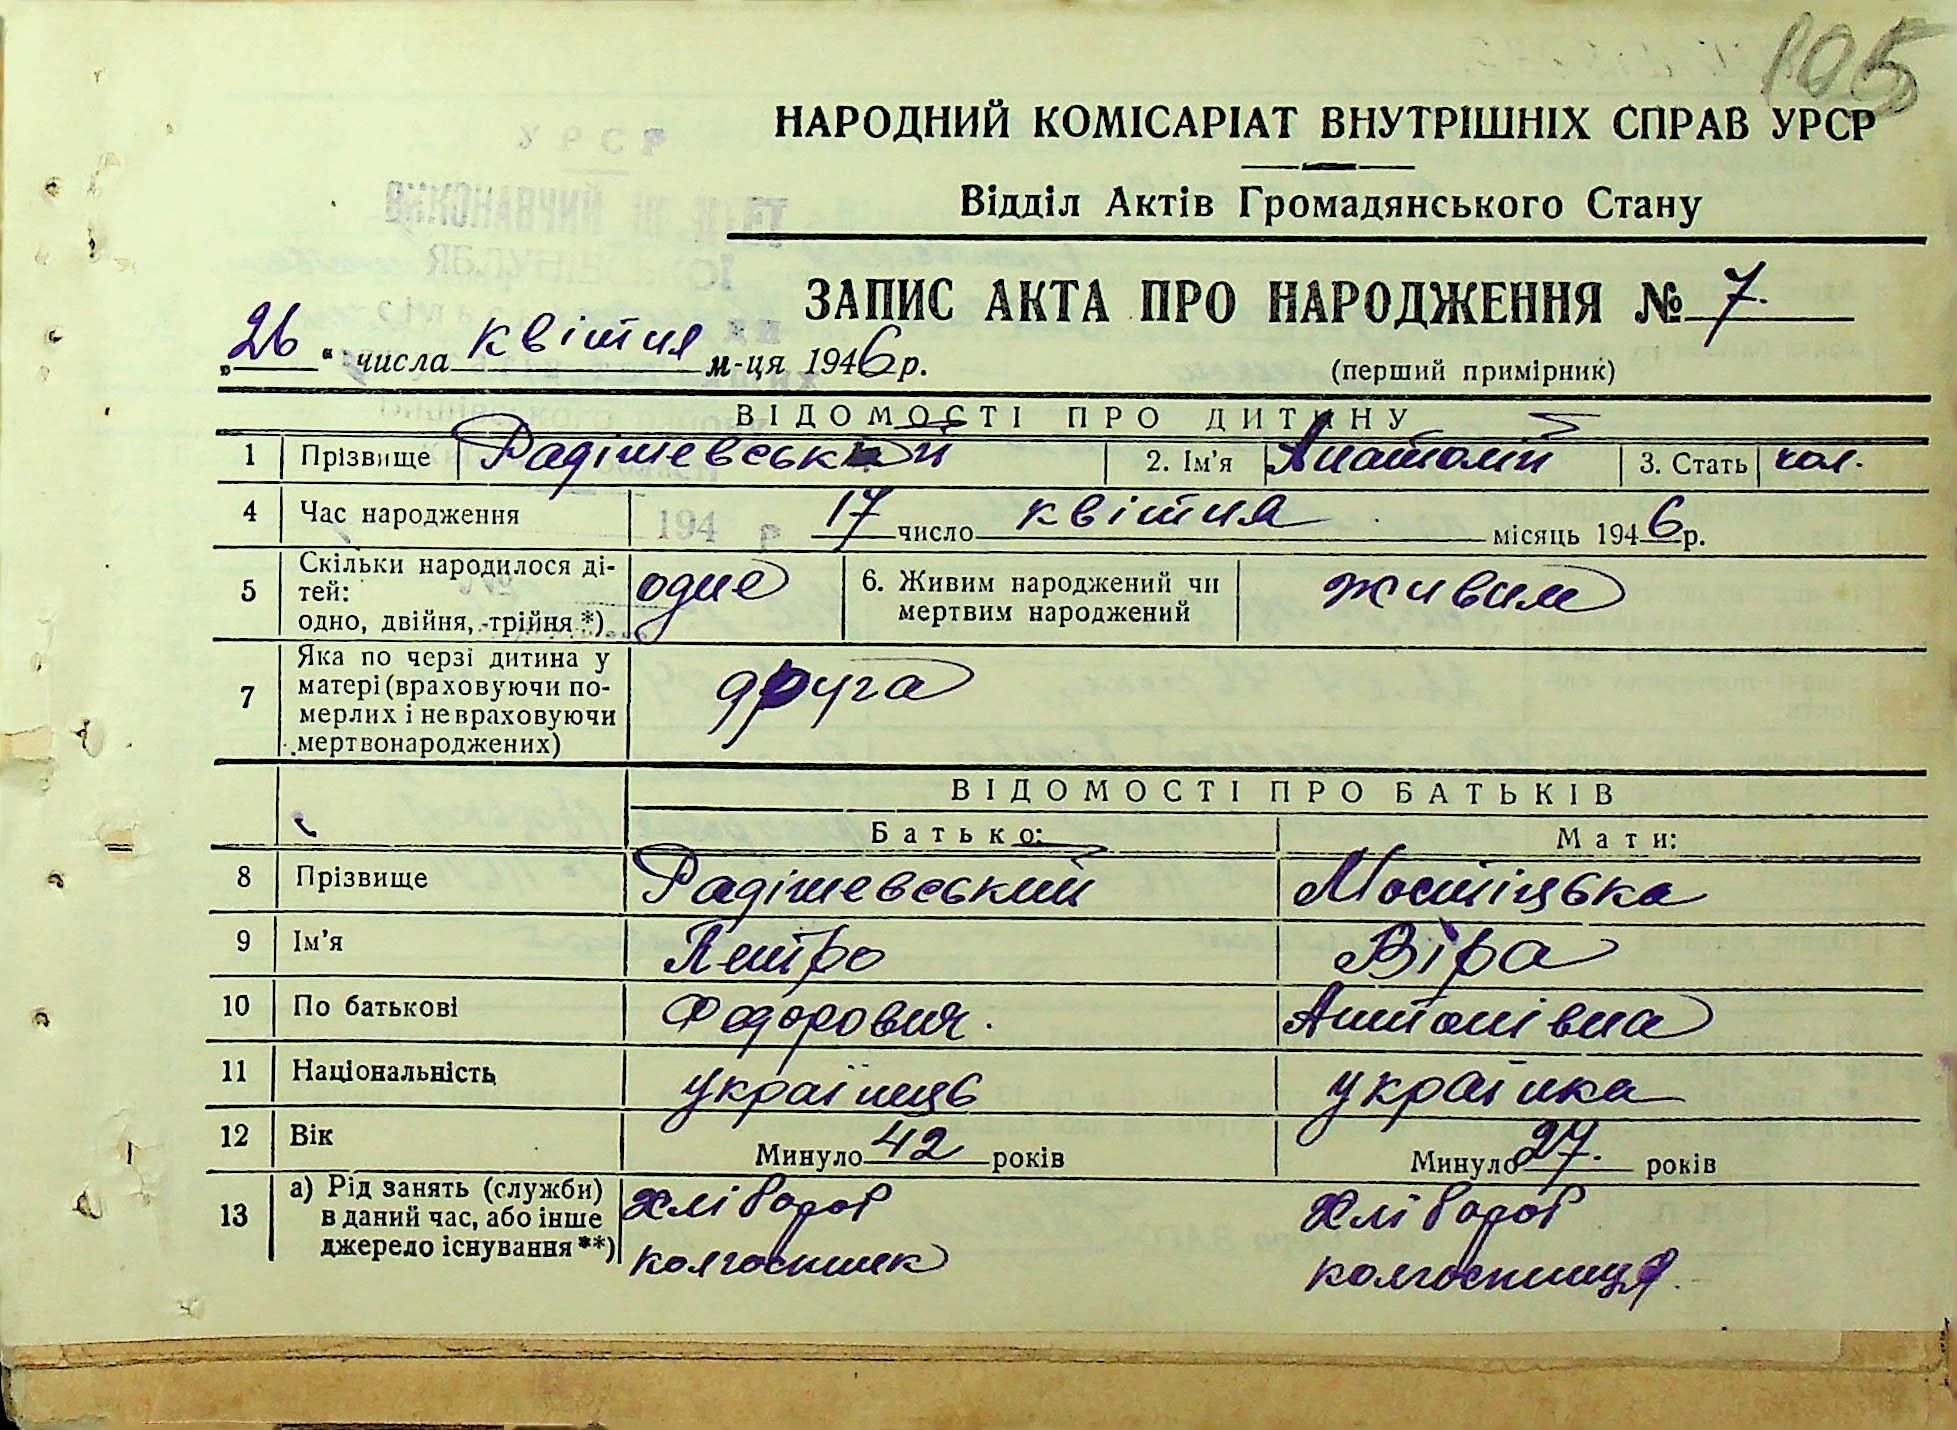 105
НАРОДНИЙ КОМІСАРІАТ ВНУТРІШНІХ СПРАВ УРСР
Відділ Актів Громадянського Стану
ЗАПИС АКТА ПРО НАРОДЖЕННЯ № 7.
„ 26 “ числа квітня м-ця 1946 р.
(перший примірник)
ВІДОМОСТІ ПРО ДИТИНУ
1 Прізвище Радішевський 2. Ім'я Анатолій 3. Стать чол.
4 Час народження 17 число квітня місяць 1946 р.
5 Скільки народилося ді-
тей:
одно, двійня, трійня *) одне 6. Живим народжений чи
мертвим народжений живим
7 Яка по черзі дитина у
матері (враховуючи по-
мерлих і не враховуючи
мертвонароджених) друга
ВІДОМОСТІ ПРО БАТЬКІВ
Батько: Мати:
8 Прізвище Радішевський Мостіцька
9 Ім'я Петро Віра
10 По батькові Федорович. Антонівна
11 Національність українець українка
12 Вік Минуло 42 років Минуло 27. років
13 а) Рід занять (служби)
в даний час, або інше
джерело існування **)
хлібороб хлібороб
колгоспник колгоспниця.